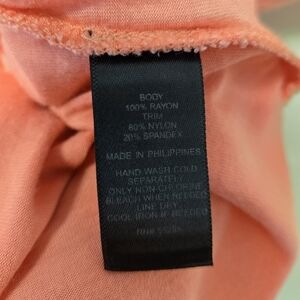 BODY
100% RAYON
TRIM
80% NYLON
20% SPANDEX
MADE IN PHILIPPINES
HAND WASH COLD
SEPARATELY
ONLY NON CHLORINE
BLEACH WHEN NEEDED
LINE DRY
COOL IRON IF NEEDED
RN#